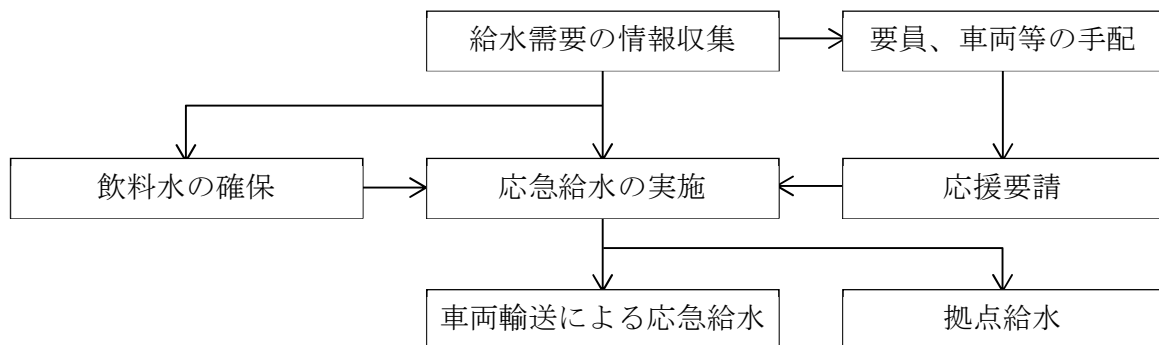 給水需要の情報収集
要員、車両等の手配
飲料水の確保
応急給水の実施
応援要請
車両輸送による応急給水
拠点給水